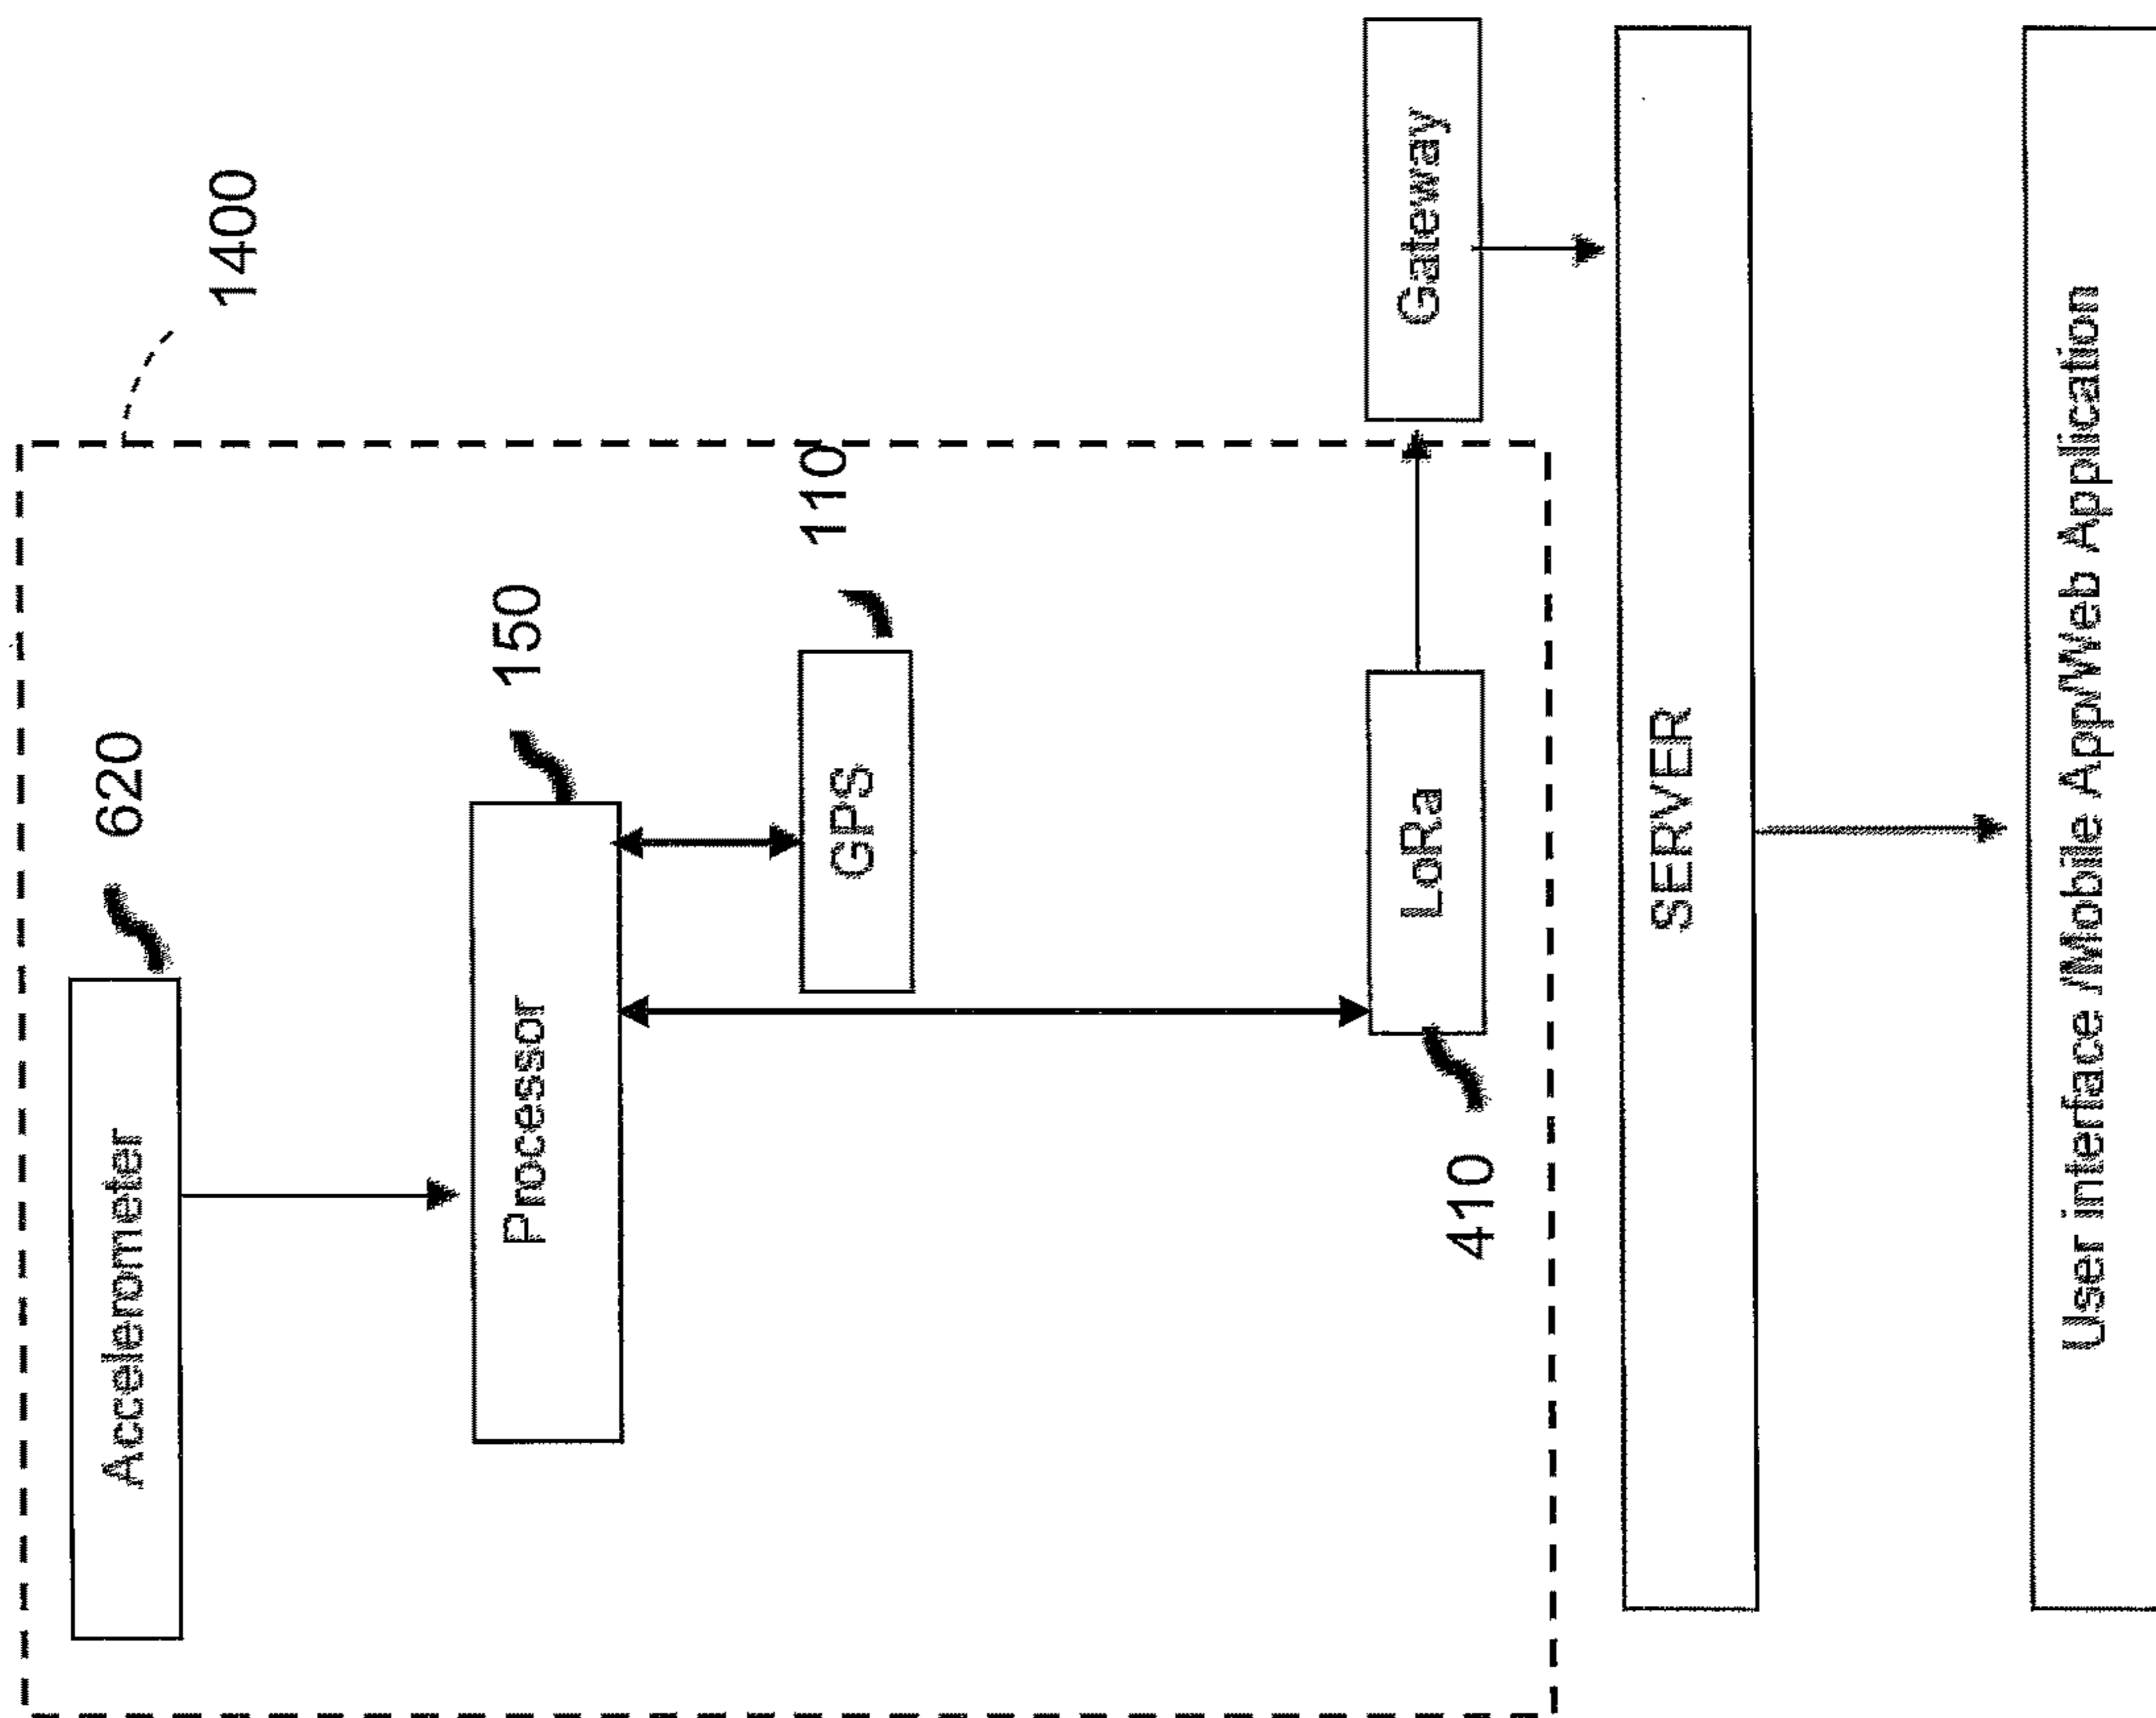 1400
Accelerometer
620
Processor
150
GPS
110
LoRa
410
Gateway
SERVER
User interface /Mobile App/Web Application